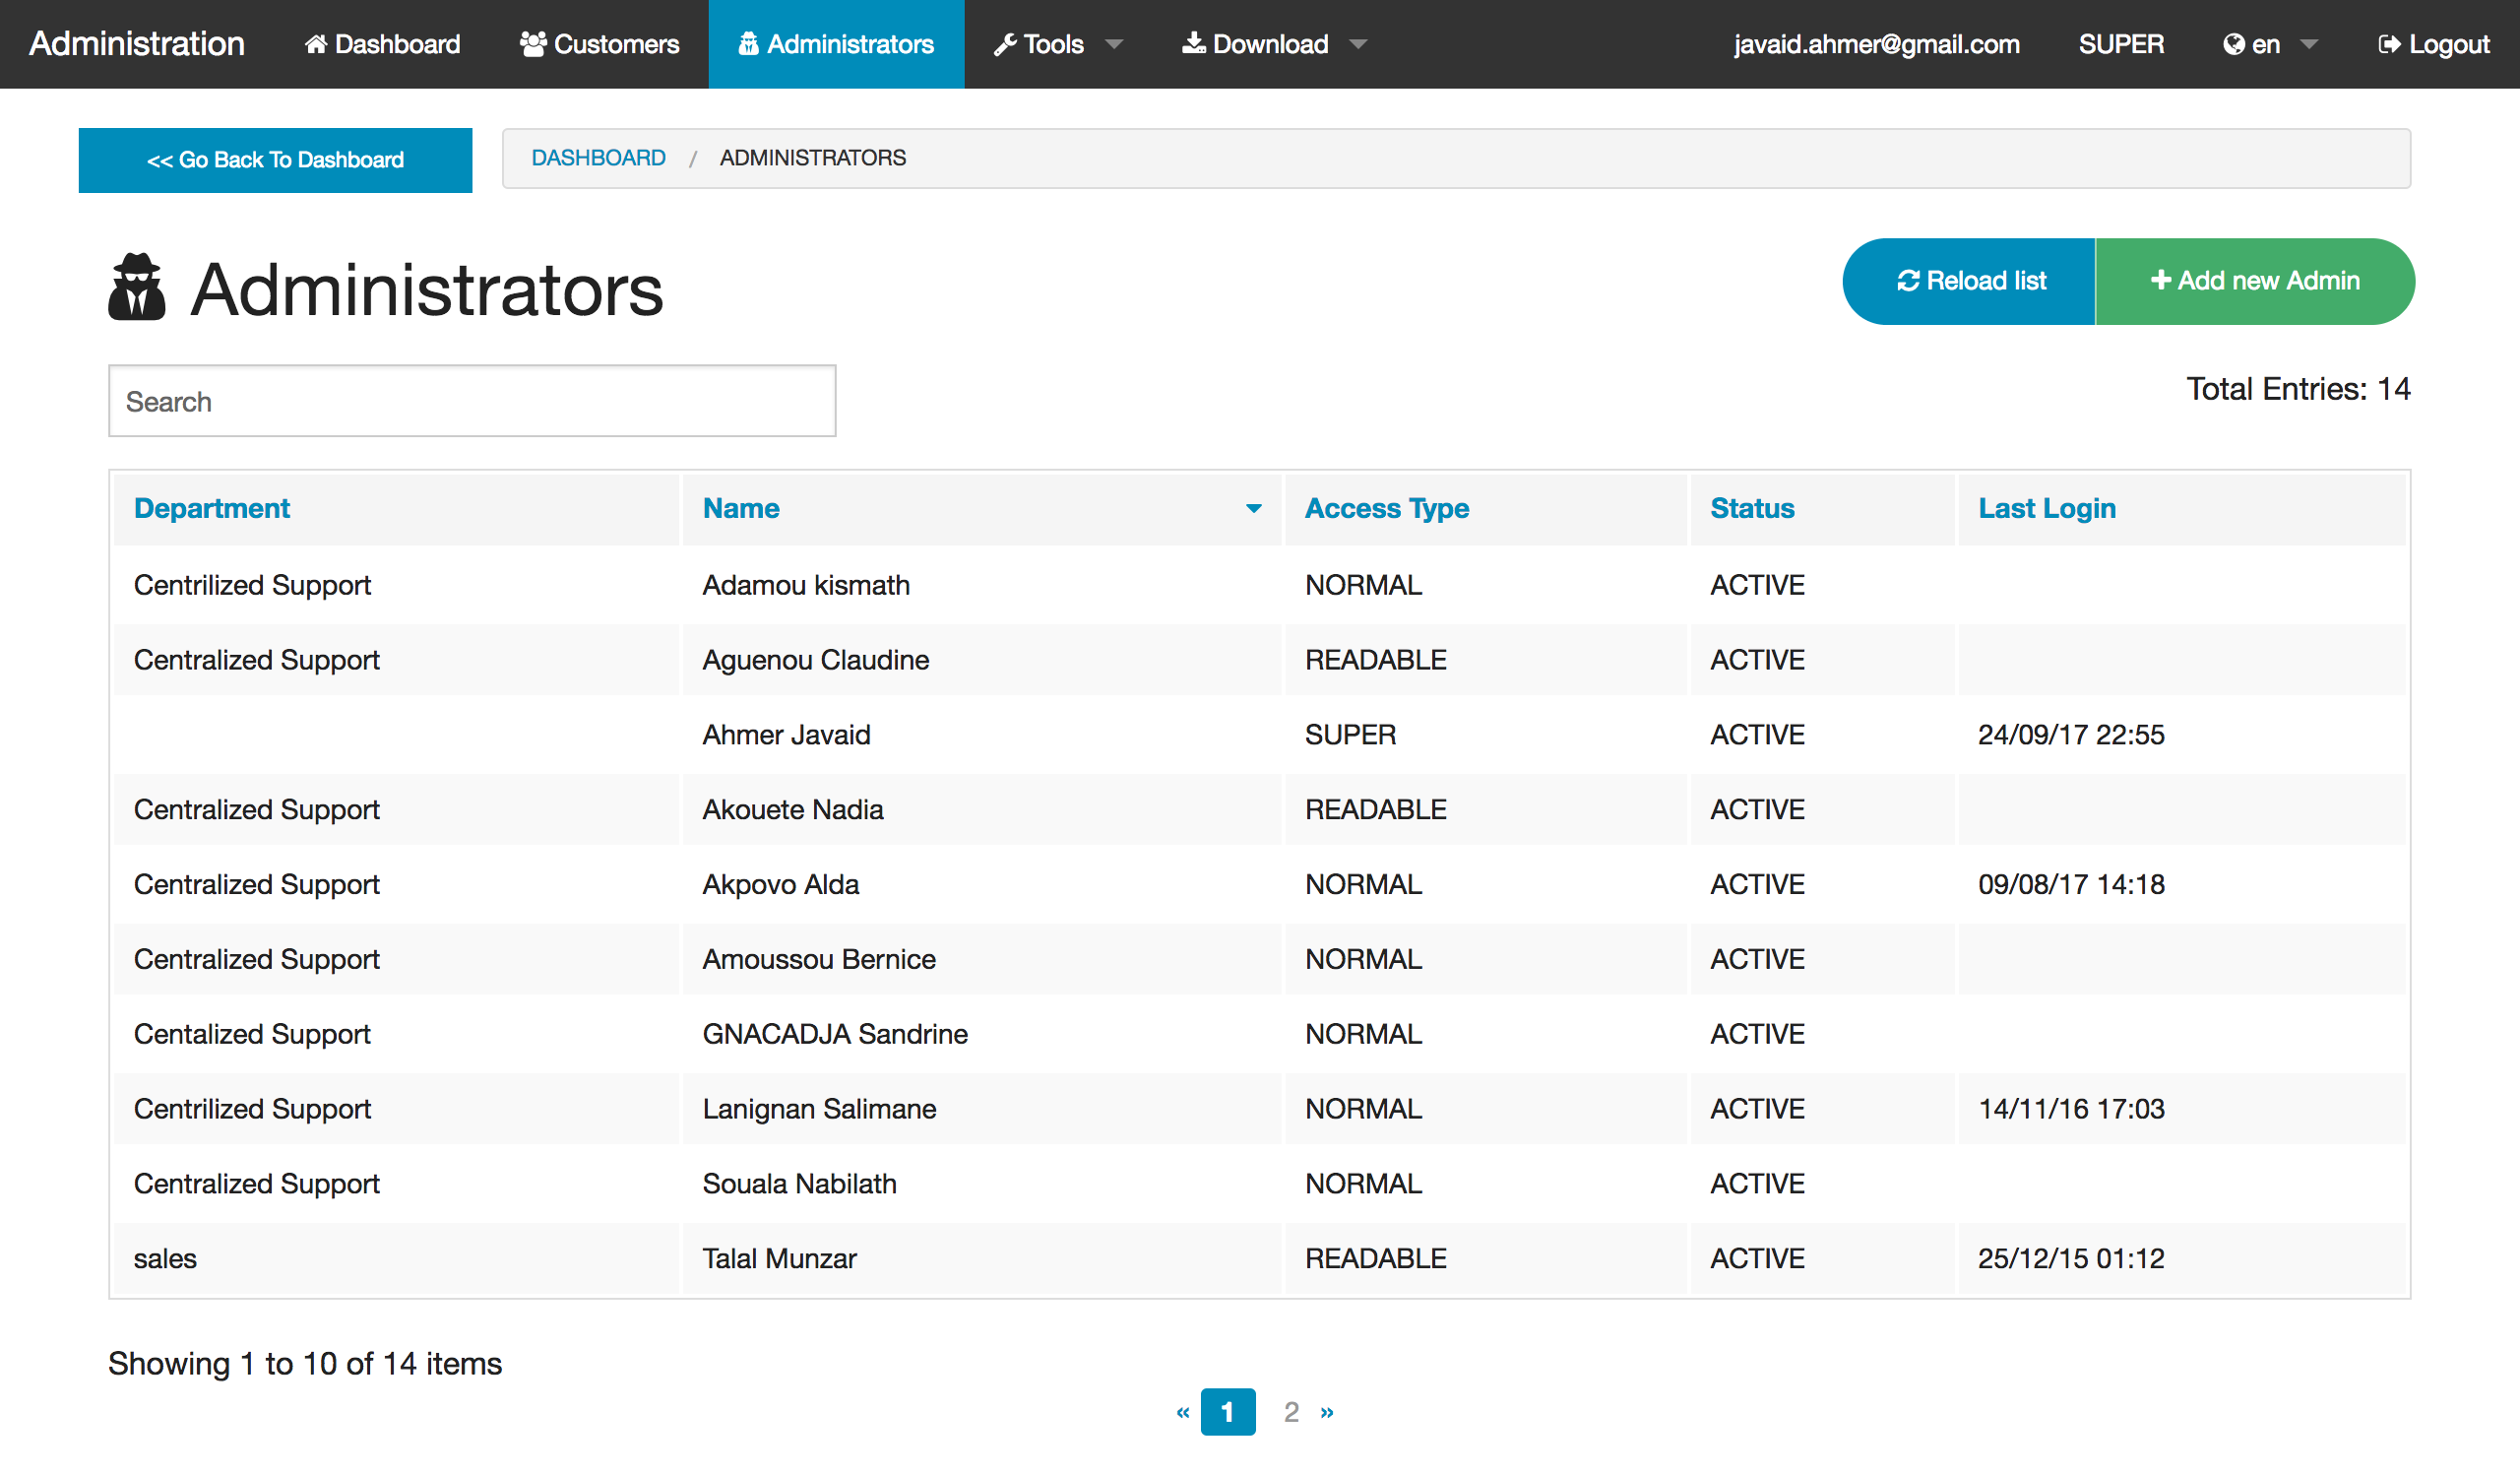 Administration Dashboard Customers Administrators Tools Download javaid.ahmer@gmail.com SUPER en Logout
<< Go Back To Dashboard DASHBOARD / ADMINISTRATORS
Administrators Reload list Add new Admin
Search Total Entries: 14
Department Name Access Type Status Last Login
Centrilized Support Adamou kismath NORMAL ACTIVE
Centralized Support Aguenou Claudine READABLE ACTIVE
Ahmer Javaid SUPER ACTIVE 24/09/17 22:55
Centralized Support Akouete Nadia READABLE ACTIVE
Centralized Support Akpovo Alda NORMAL ACTIVE 09/08/17 14:18
Centralized Support Amoussou Bernice NORMAL ACTIVE
Centalized Support GNACADJA Sandrine NORMAL ACTIVE
Centrilized Support Lanignan Salimane NORMAL ACTIVE 14/11/16 17:03
Centralized Support Souala Nabilath NORMAL ACTIVE
sales Talal Munzar READABLE ACTIVE 25/12/15 01:12
Showing 1 to 10 of 14 items
« 1 2 »